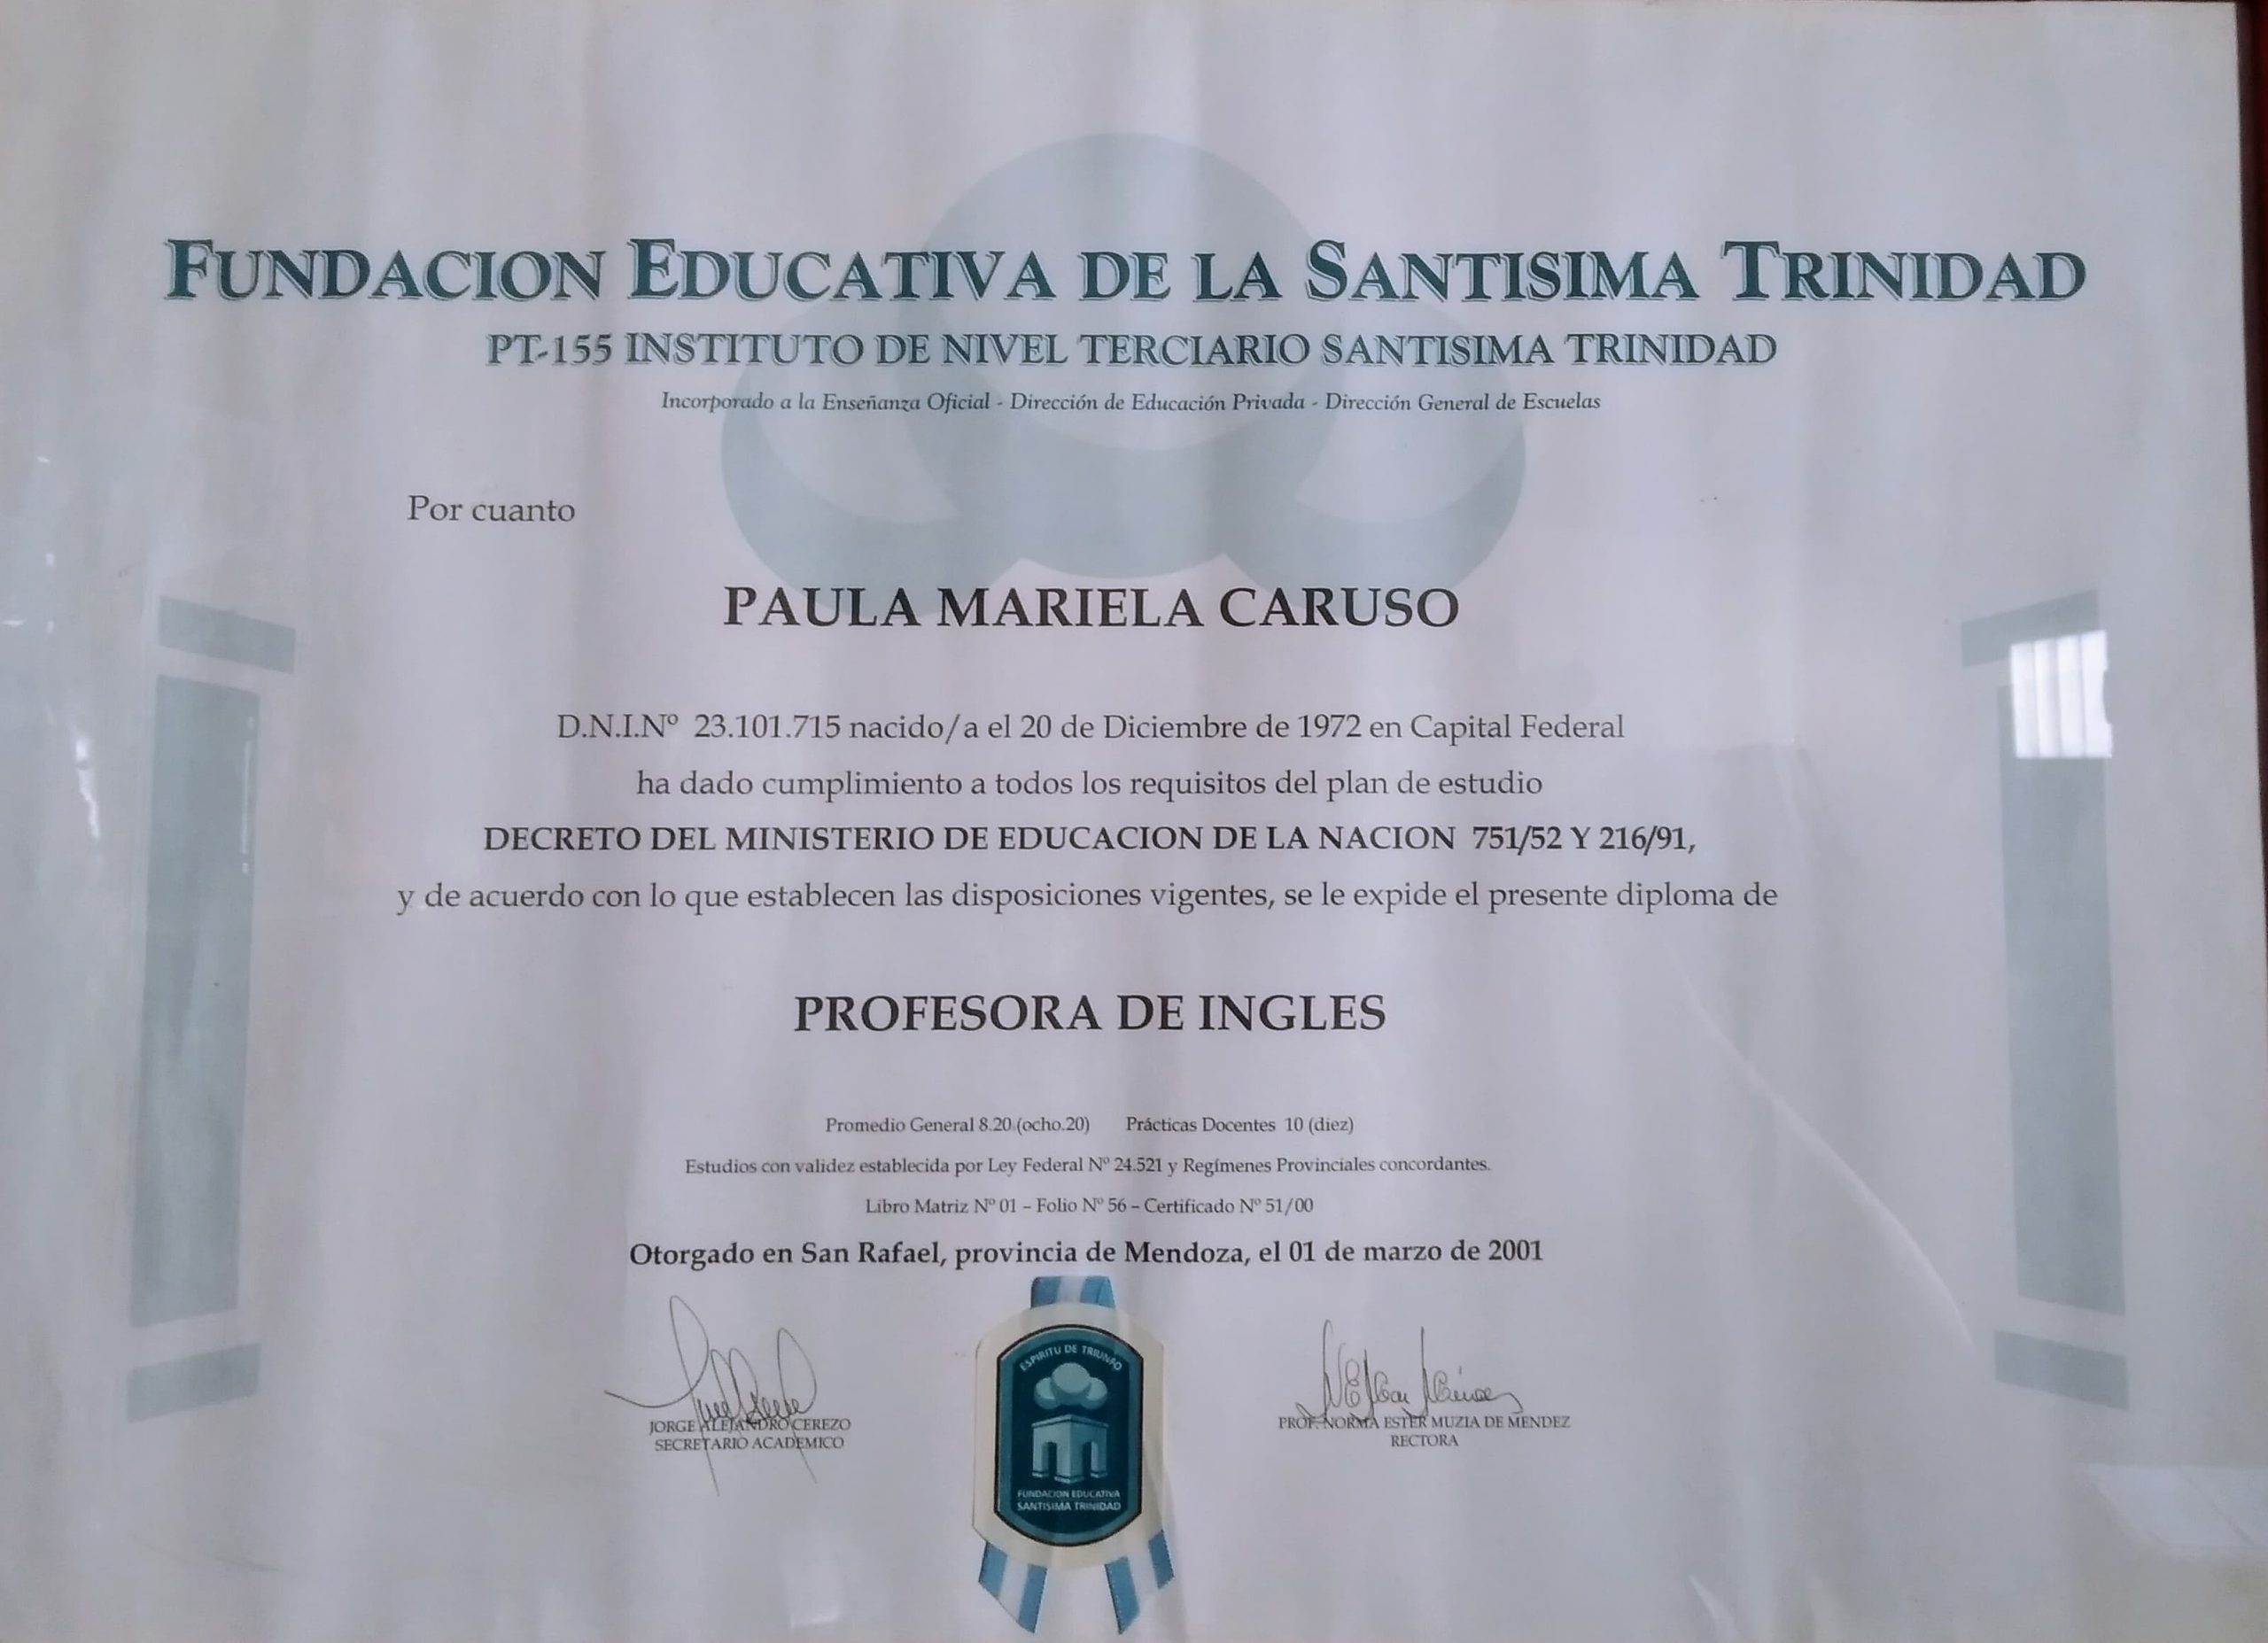 FUNDACION EDUCATIVA DE LA SANTISIMA TRINIDAD
PT-155 INSTITUTO DE NIVEL TERCIARIO SANTISIMA TRINIDAD
Incorporado a la Enseñanza Oficial - Dirección de Educación Privada - Dirección General de Escuelas
Por cuanto
PAULA MARIELA CARUSO
D.N.I.Nº 23.101.715 nacido/a el 20 de Diciembre de 1972 en Capital Federal
ha dado cumplimiento a todos los requisitos del plan de estudio
DECRETO DEL MINISTERIO DE EDUCACION DE LA NACION 751/52 Y 216/91,
y de acuerdo con lo que establecen las disposiciones vigentes, se le expide el presente diploma de
PROFESORA DE INGLES
Promedio General 8.20 (ocho.20) Prácticas Docentes 10 (diez)
Estudios con validez establecida por Ley Federal Nº 24.521 y Regímenes Provinciales concordantes.
Libro Matriz Nº 01 – Folio Nº 56 – Certificado Nº 51/00
Otorgado en San Rafael, provincia de Mendoza, el 01 de marzo de 2001
JORGE ALEJANDRO CEREZO
SECRETARIO ACADEMICO
ESPIRITU DE TRIUNFO
FUNDACION EDUCATIVA
SANTISIMA TRINIDAD
PROF. NORMA ESTER MUZIA DE MENDEZ
RECTORA